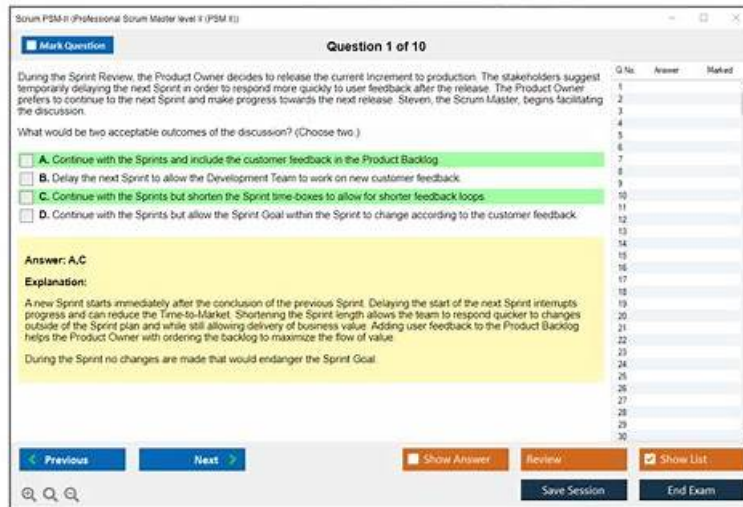 Scrum PSM-II (Professional Scrum Master level II (PSM II))
Mark Question
Question 1 of 10
Q No. Answer Marked
During the Sprint Review, the Product Owner decides to release the current Increment to production. The stakeholders suggest
temporarily delaying the next Sprint in order to respond more quickly to user feedback after the release. The Product Owner
prefers to continue to the next Sprint and make progress towards the next release. Steven, the Scrum Master, begins facilitating
the discussion.
What would be two acceptable outcomes of the discussion? (Choose two.)
A. Continue with the Sprints and include the customer feedback in the Product Backlog.
B. Delay the next Sprint to allow the Development Team to work on new customer feedback.
C. Continue with the Sprints but shorten the Sprint time-boxes to allow for shorter feedback loops.
D. Continue with the Sprints but allow the Sprint Goal within the Sprint to change according to the customer feedback.
Answer: A,C
Explanation:
A new Sprint starts immediately after the conclusion of the previous Sprint. Delaying the start of the next Sprint interrupts
progress and can reduce the Time-to-Market. Shortening the Sprint length allows the team to respond quicker to changes
outside of the Sprint plan and while still allowing delivery of business value. Adding user feedback to the Product Backlog
helps the Product Owner with ordering the backlog to maximize the flow of value.
During the Sprint no changes are made that would endanger the Sprint Goal.
1
2
3
4
5
6
7
8
9
10
11
12
13
14
15
16
17
18
19
20
21
22
23
24
25
26
27
28
29
30
Previous
Next
Show Answer
Review
Show List
Save Session
End Exam